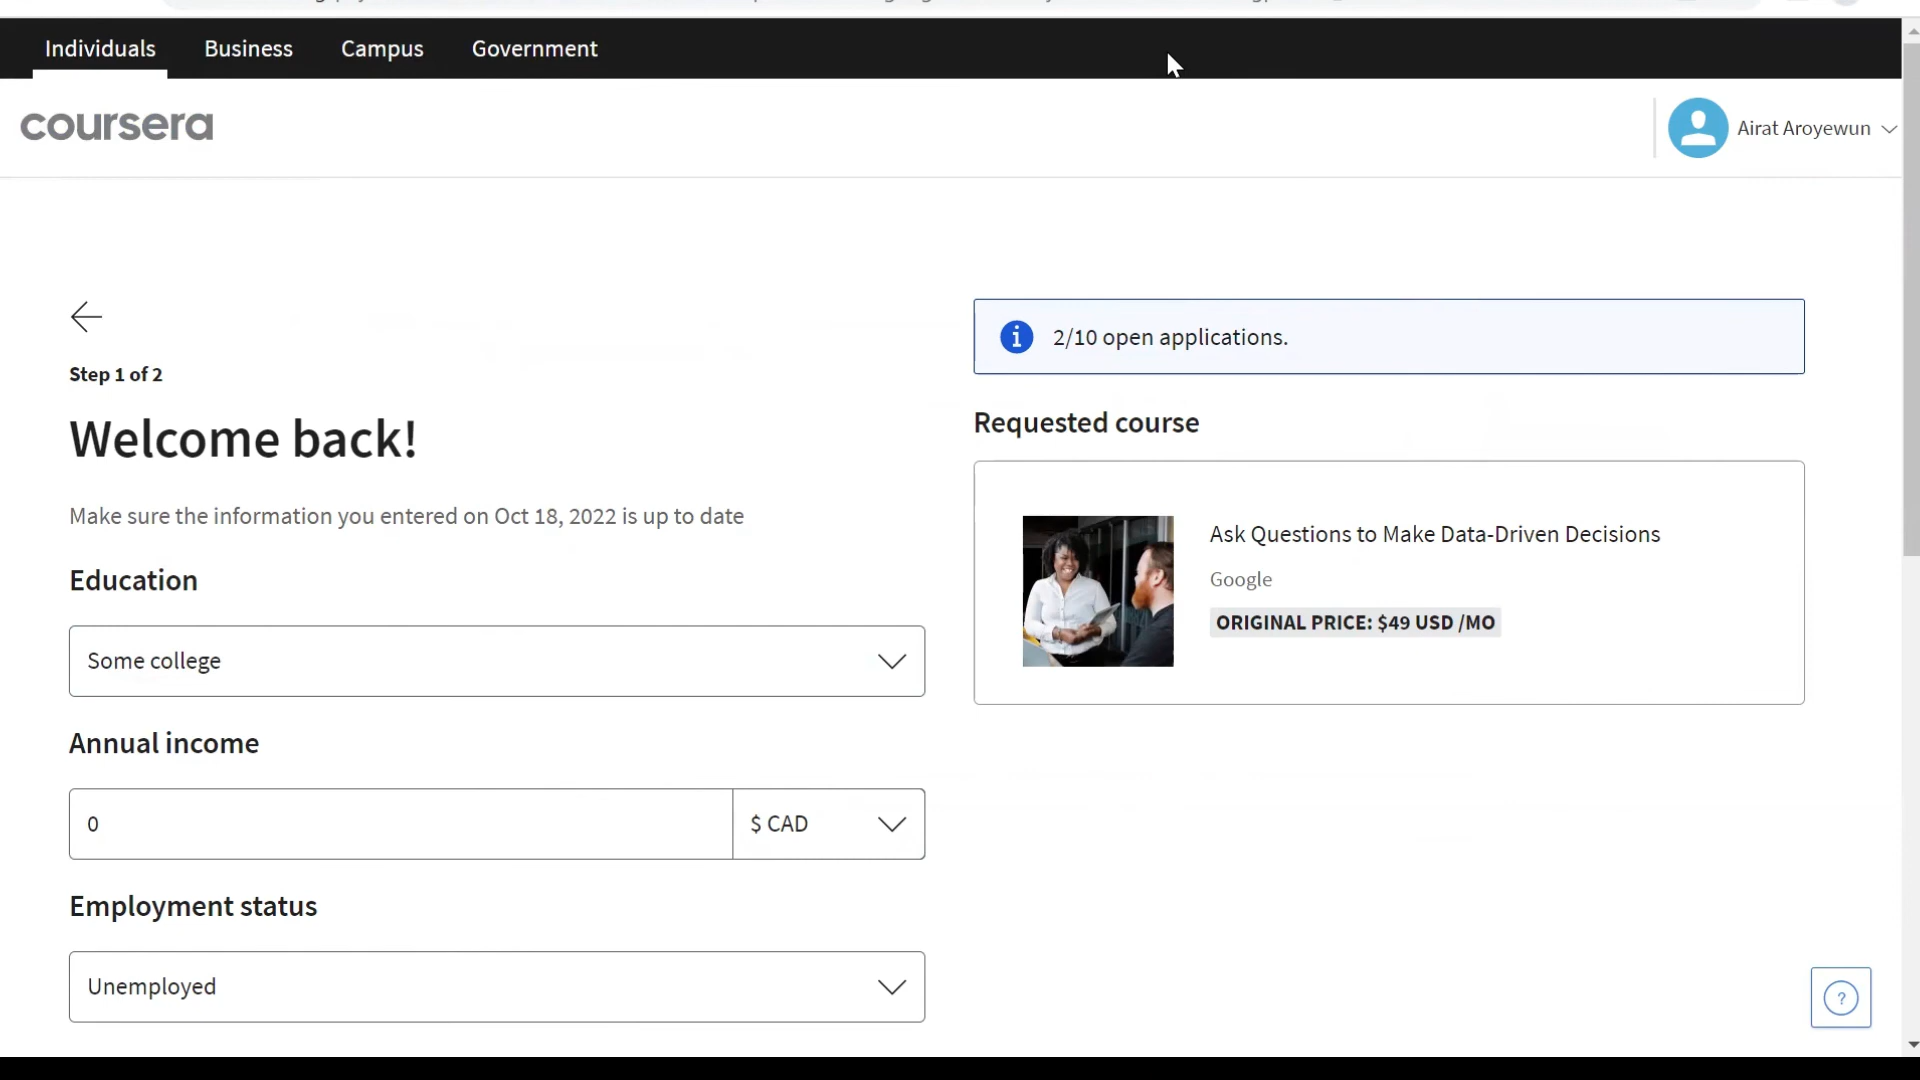 Individuals
Business
Campus
Government
coursera
Airat Aroyewun
Step 1 of 2
Welcome back!
Make sure the information you entered on Oct 18, 2022 is up to date
Education
Some college
Annual income
0
$ CAD
Employment status
Unemployed
2/10 open applications.
Requested course
Ask Questions to Make Data-Driven Decisions
Google
ORIGINAL PRICE: $49 USD /MO
?